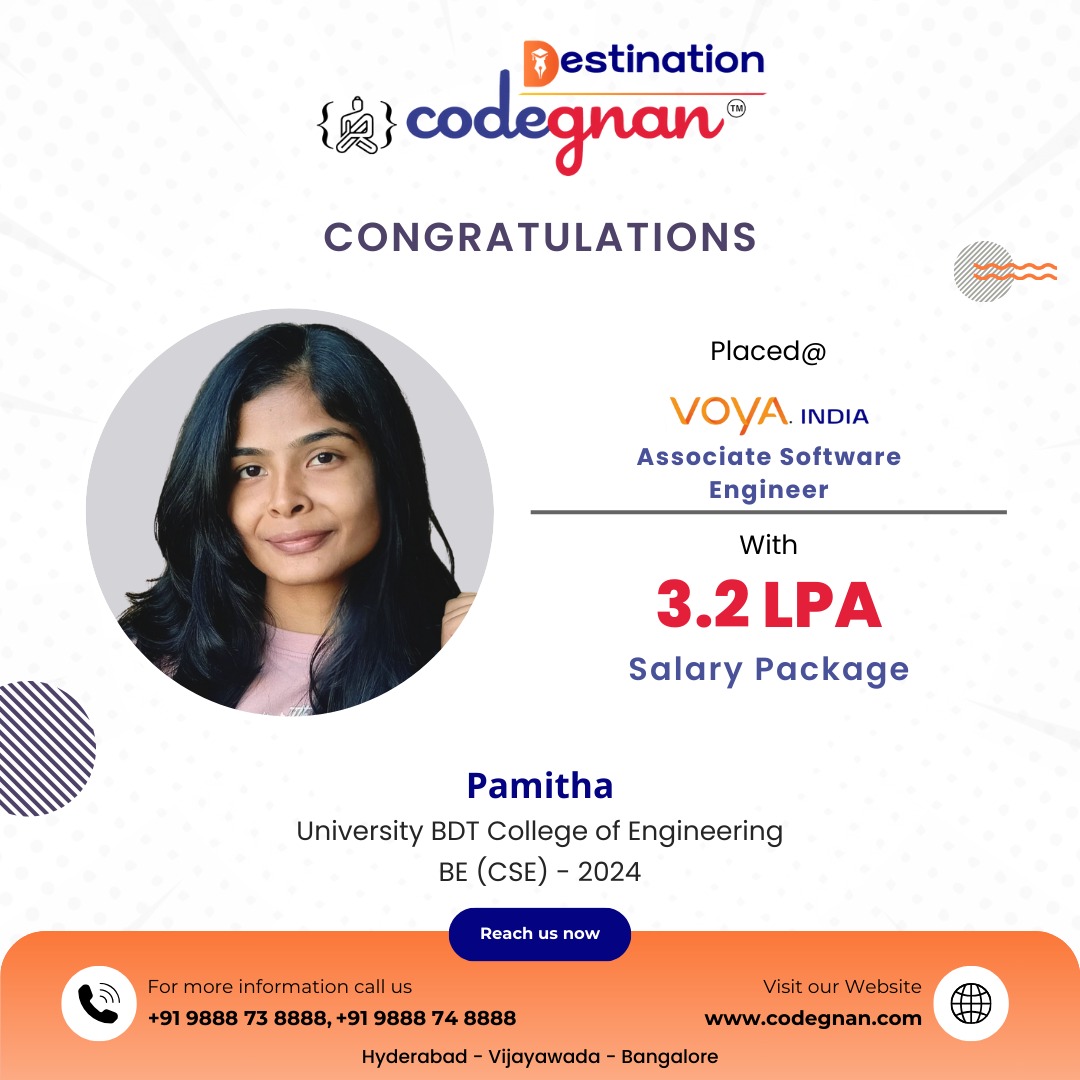 Destination
codegnan™
CONGRATULATIONS
Placed@
VOYA. INDIA
Associate Software
Engineer
With
3.2 LPA
Salary Package
Pamitha
University BDT College of Engineering
BE (CSE) - 2024
Reach us now
For more information call us
+91 9888 73 8888, +91 9888 74 8888
Visit our Website
www.codegnan.com
Hyderabad - Vijayawada - Bangalore